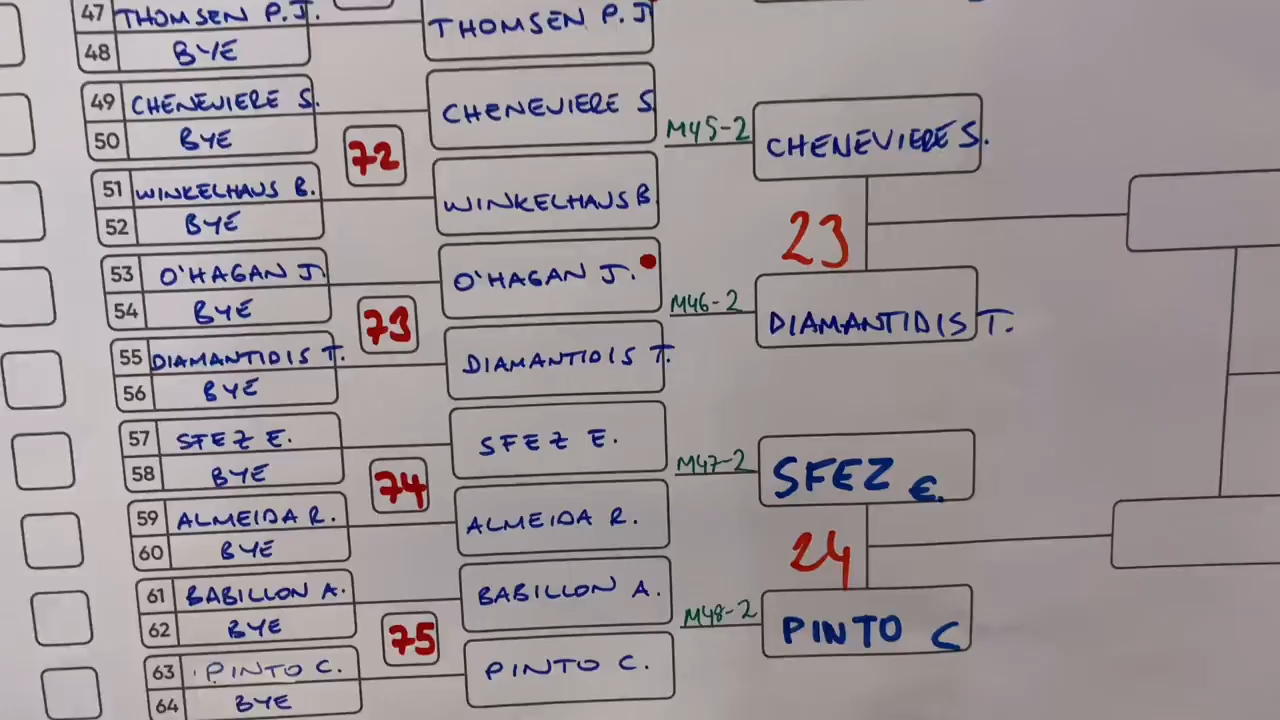 47 THOMSEN P.J.
48 BYE
THOMSEN P.J
49 CHENEVIERE S.
50 BYE
72
CHENEVIERE S
M45-2
CHENEVIERE S.
51 WINKELHAUS B.
52 BYE
WINKELHAUS B.
23
53 O'HAGAN J.
54 BYE
73
O'HAGAN J.
M46-2
DIAMANTIDIS T.
55 DIAMANTIDIS T.
56 BYE
DIAMANTIDIS T.
57 SFEZ E.
58 BYE
74
SFEZ E.
M47-2
SFEZ E.
59 ALMEIDA R.
60 BYE
ALMEIDA R.
24
61 BABILLON A.
62 BYE
75
BABILLON A.
M48-2
PINTO C
63 PINTO C.
64 BYE
PINTO C.